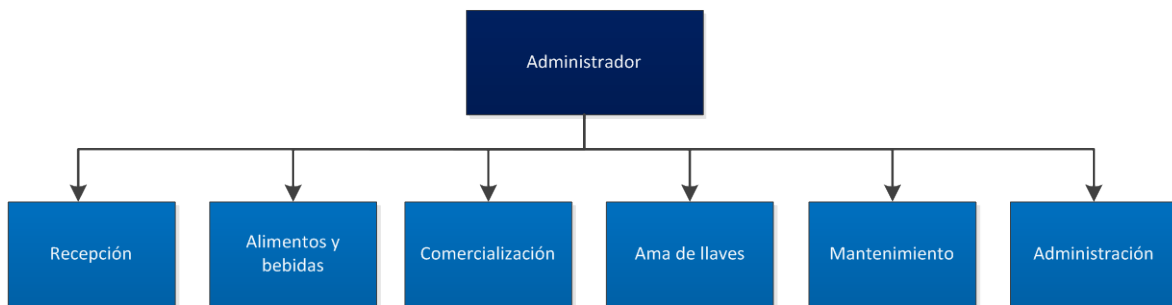 Administrador
Recepción
Alimentos y
bebidas
Comercialización
Ama de llaves
Mantenimiento
Administración